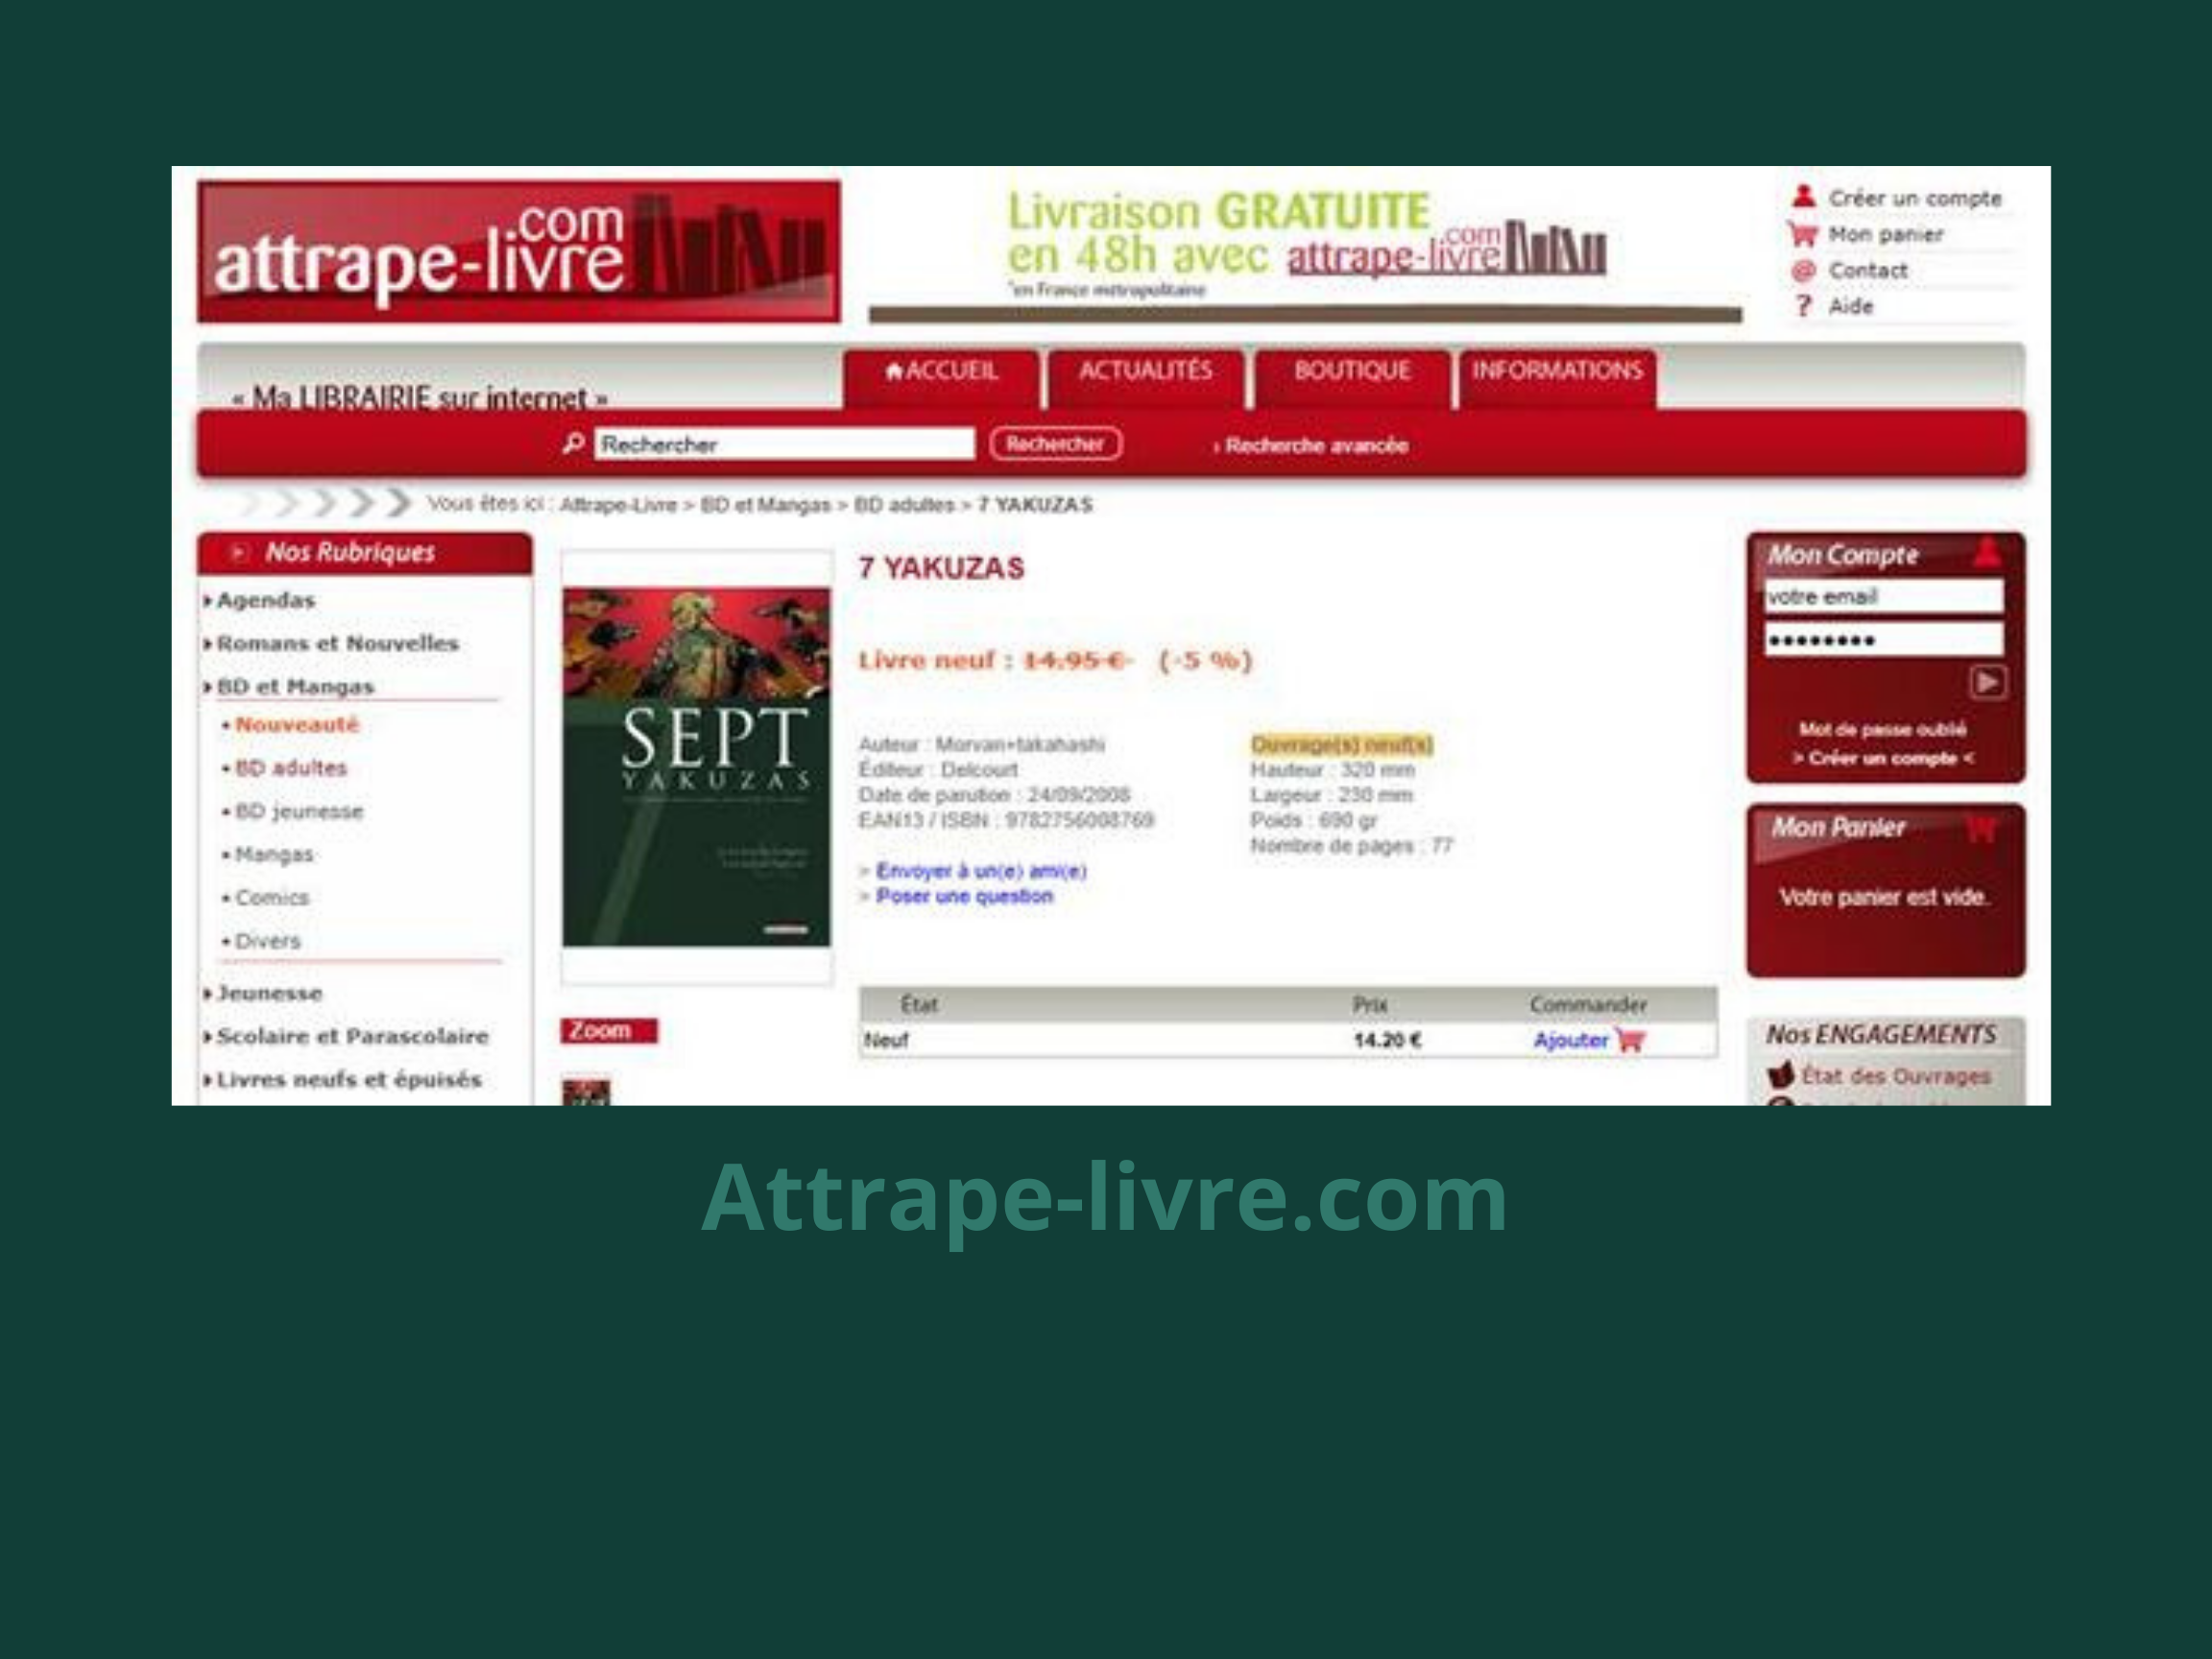 attrape-livre.com
Livraison GRATUITE
en 48h avec attrape-livre.com
*en France métropolitaine
Créer un compte
Mon panier
@ Contact
? Aide
« Ma LIBRAIRIE sur internet »
ACCUEIL
ACTUALITÉS
BOUTIQUE
INFORMATIONS
Rechercher
Rechercher
› Recherche avancée
Vous êtes ici : Attrape-Livre > BD et Mangas > BD adultes > 7 YAKUZAS
Nos Rubriques
Agendas
Romans et Nouvelles
BD et Mangas
• Nouveauté
• BD adultes
• BD jeunesse
• Mangas
• Comics
• Divers
Jeunesse
Scolaire et Parascolaire
Livres neufs et épuisés
SEPT
YAKUZAS
7
Zoom
7 YAKUZAS
Livre neuf : 14.95 € (-5 %)
Auteur : Morvan+takahashi
Éditeur : Delcourt
Date de parution : 24/09/2008
EAN13 / ISBN : 9782756008769
> Envoyer à un(e) ami(e)
> Poser une question
Ouvrage(s) neuf(s)
Hauteur : 320 mm
Largeur : 230 mm
Poids : 690 gr
Nombre de pages : 77
État Prix Commander
Neuf 14.20 € Ajouter
Mon Compte
votre email
••••••••
Mot de passe oublié
> Créer un compte <
Mon Panier
Votre panier est vide.
Nos ENGAGEMENTS
État des Ouvrages
Attrape-livre.com